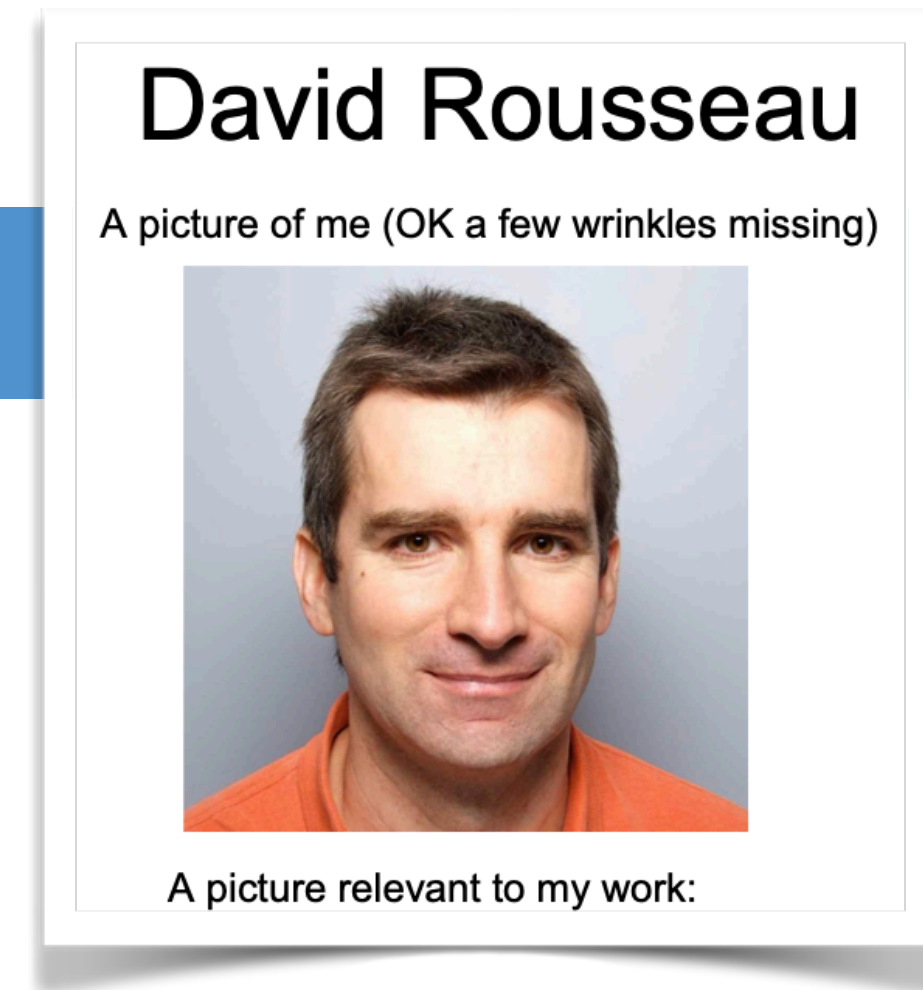 David Rousseau
A picture of me (OK a few wrinkles missing)
A picture relevant to my work: